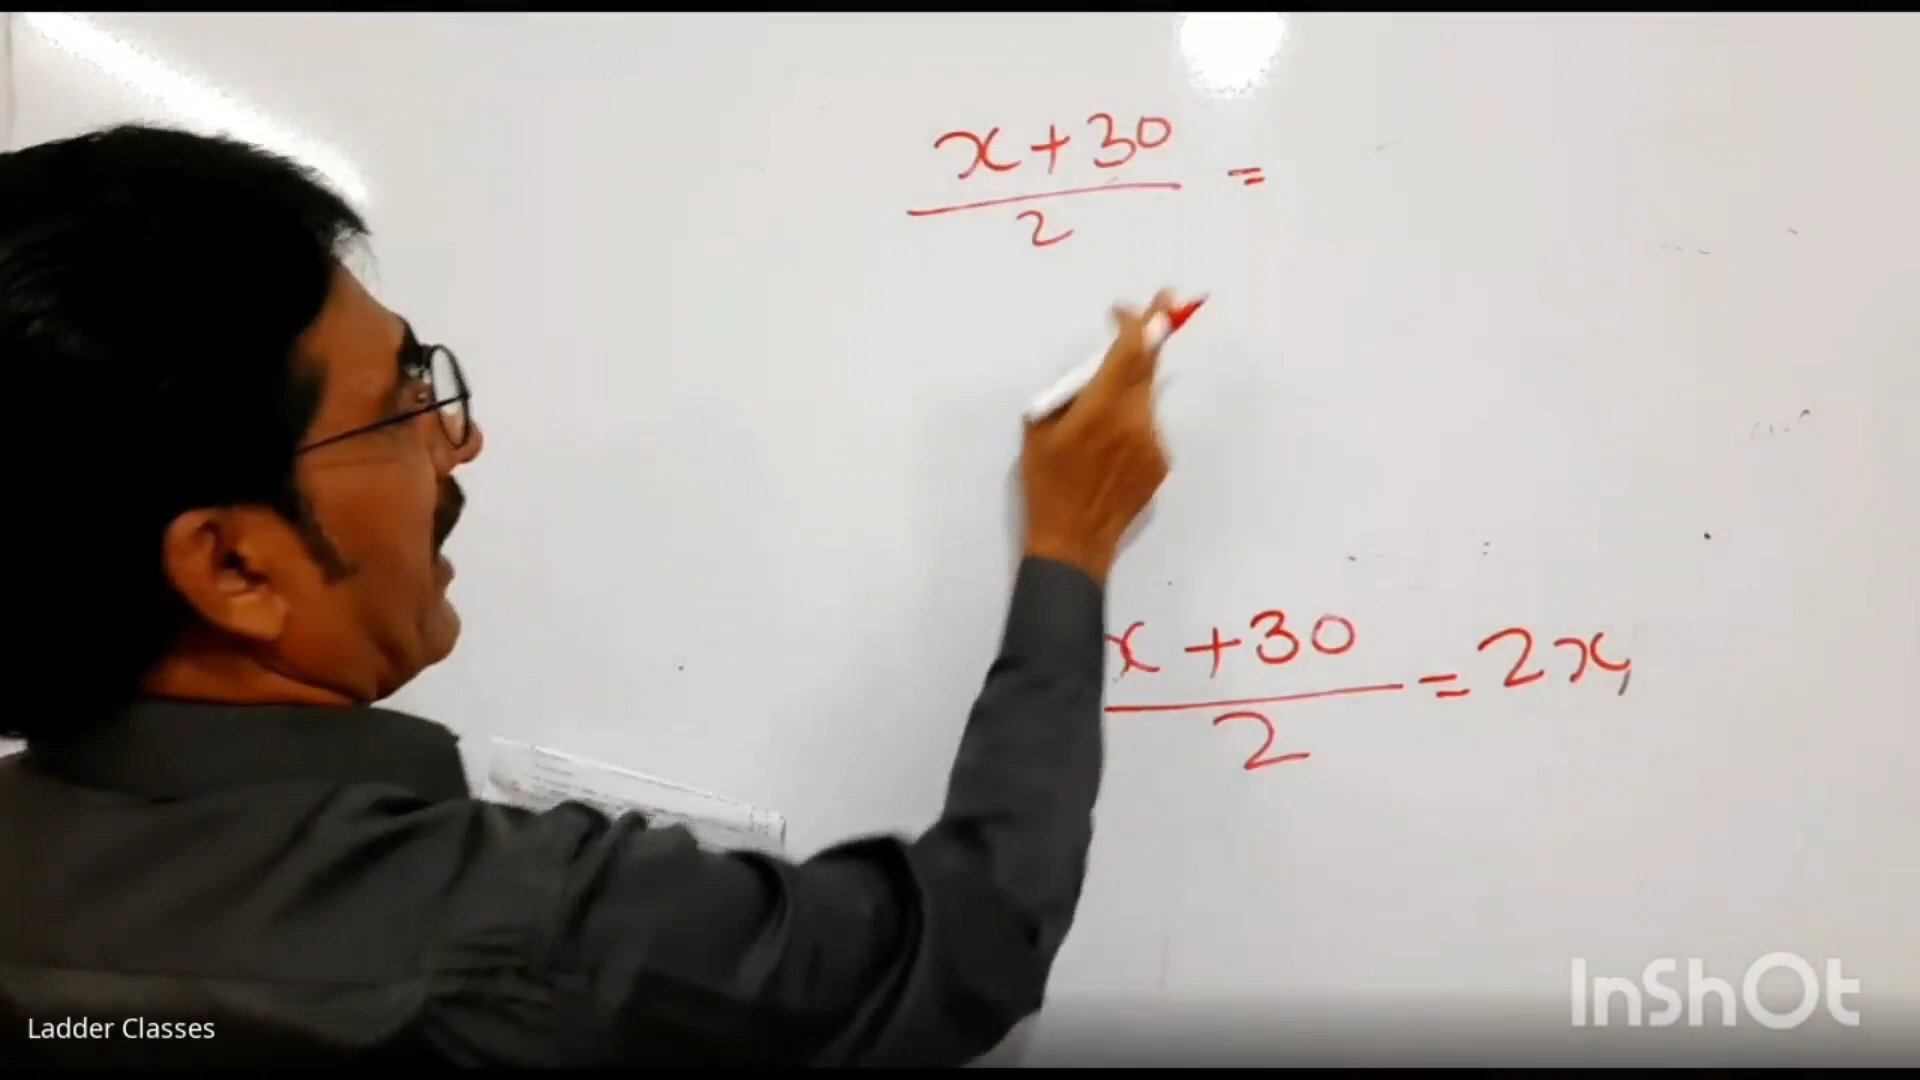 x + 30
2 =
x + 30
2 = 2x,
InShOt
Ladder Classes